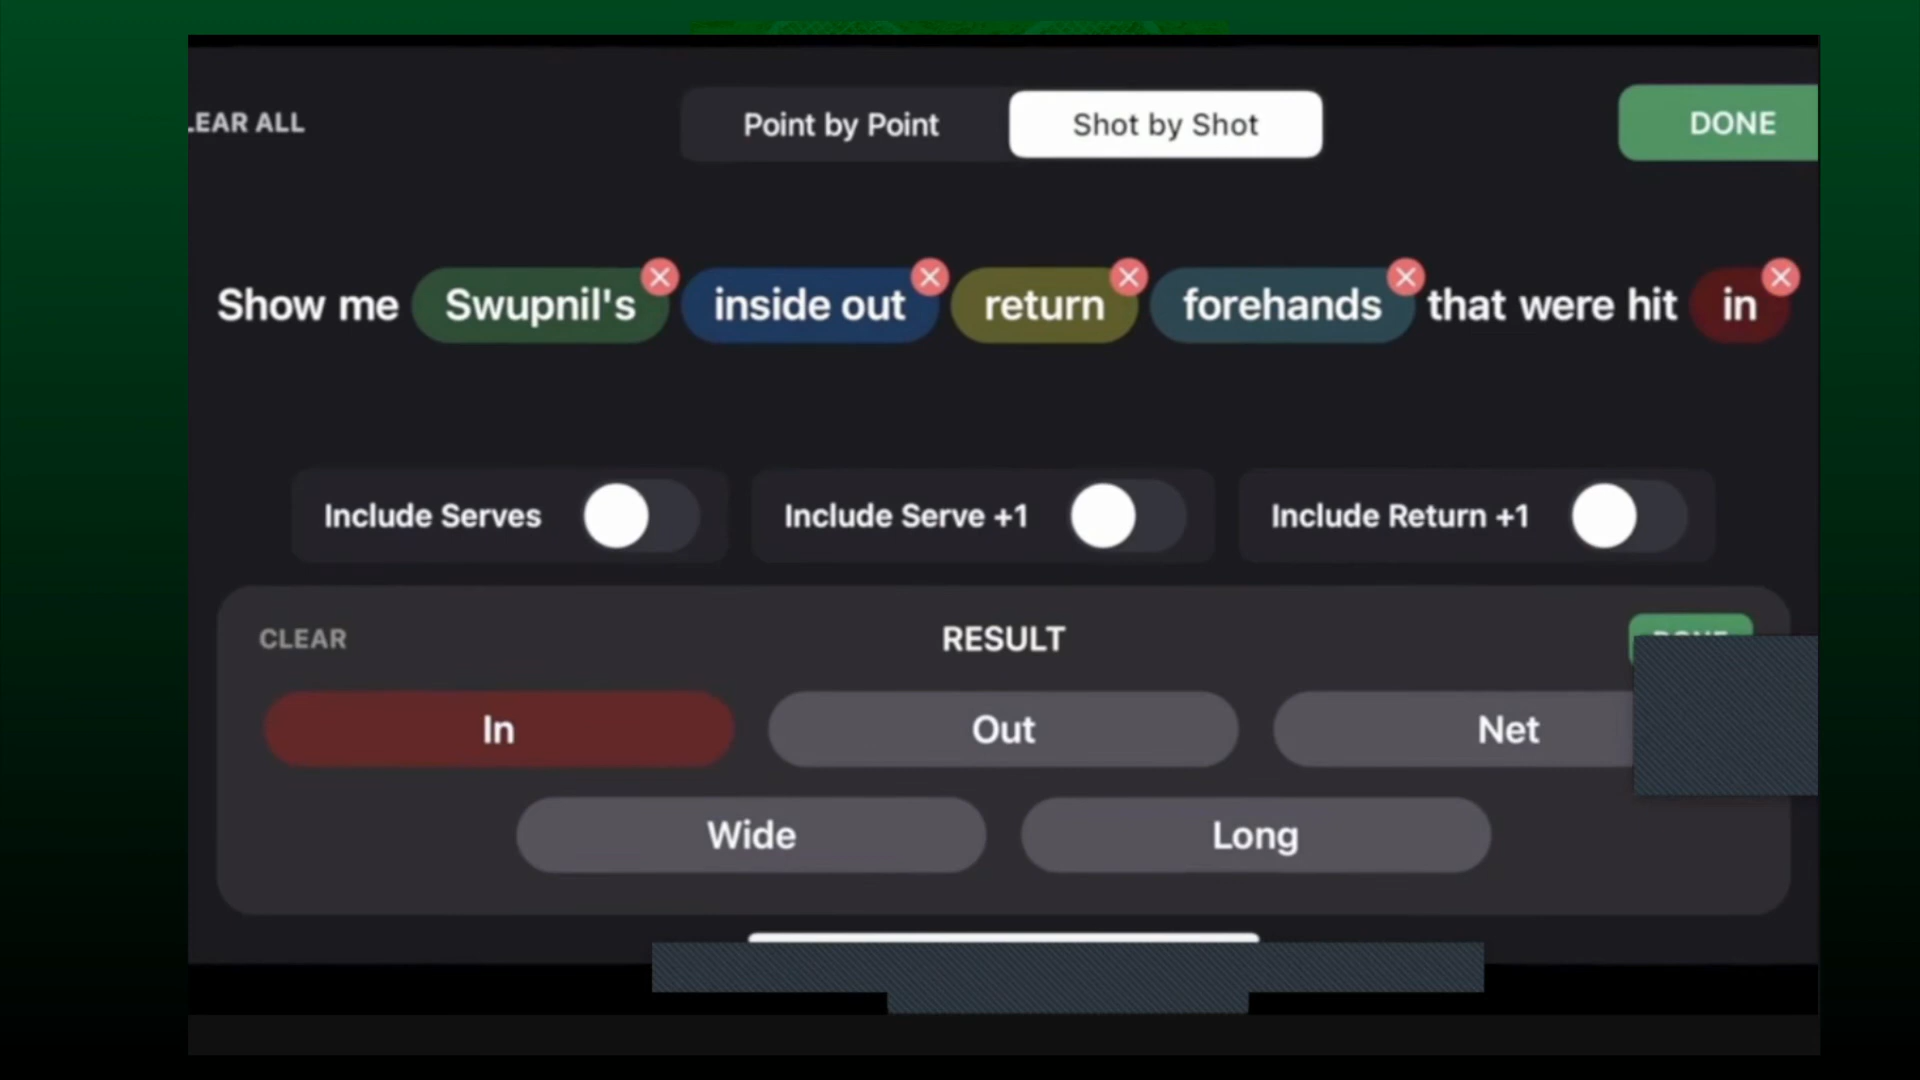 LEAR ALL
Point by Point
Shot by Shot
DONE
Show me Swupnil's inside out return forehands that were hit in
Include Serves
Include Serve +1
Include Return +1
CLEAR
RESULT
In
Out
Net
Wide
Long